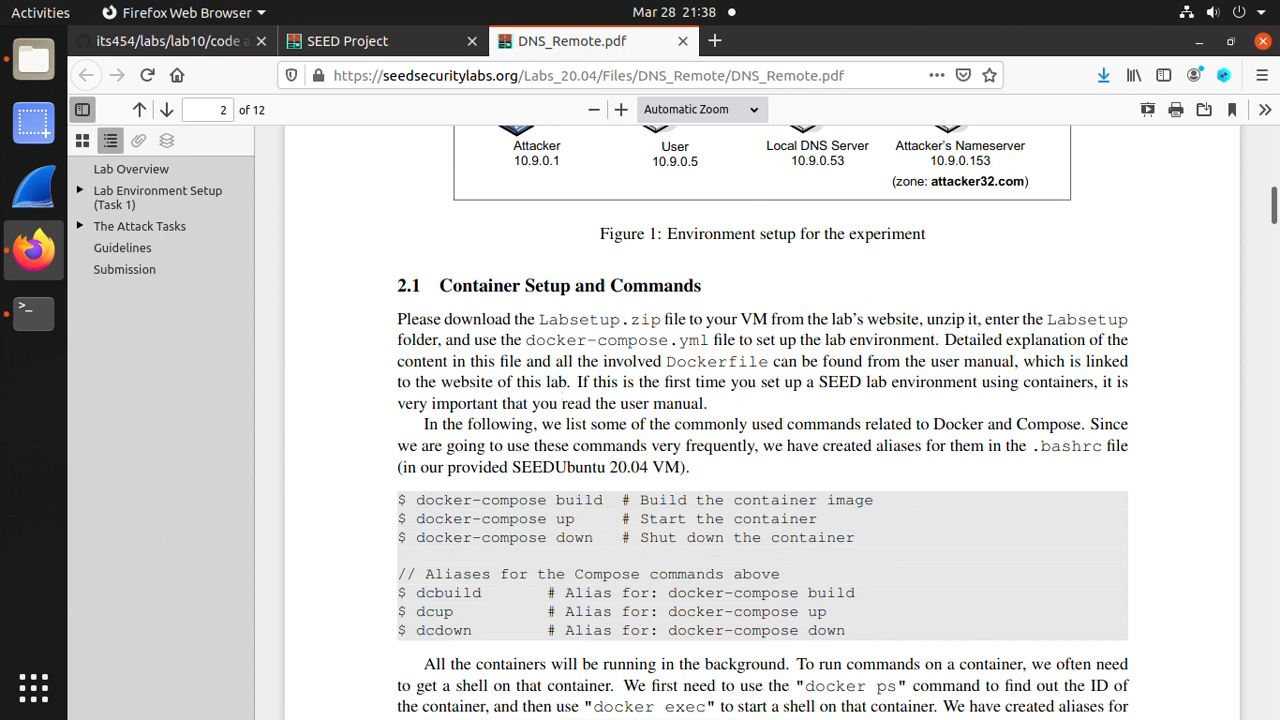 Activities
Firefox Web Browser
Mar 28 21:38
its454/labs/lab10/code a
SEED Project
DNS_Remote.pdf
https://seedsecuritylabs.org/Labs_20.04/Files/DNS_Remote/DNS_Remote.pdf
2 of 12
Automatic Zoom
Lab Overview
Lab Environment Setup
(Task 1)
The Attack Tasks
Guidelines
Submission
Attacker
10.9.0.1
User
10.9.0.5
Local DNS Server
10.9.0.53
Attacker's Nameserver
10.9.0.153
(zone: attacker32.com)
Figure 1: Environment setup for the experiment
2.1 Container Setup and Commands
Please download the Labsetup.zip file to your VM from the lab's website, unzip it, enter the Labsetup
folder, and use the docker-compose.yml file to set up the lab environment. Detailed explanation of the
content in this file and all the involved Dockerfile can be found from the user manual, which is linked
to the website of this lab. If this is the first time you set up a SEED lab environment using containers, it is
very important that you read the user manual.
In the following, we list some of the commonly used commands related to Docker and Compose. Since
we are going to use these commands very frequently, we have created aliases for them in the .bashrc file
(in our provided SEEDUbuntu 20.04 VM).
$ docker-compose build # Build the container image
$ docker-compose up # Start the container
$ docker-compose down # Shut down the container
// Aliases for the Compose commands above
$ dcbuild # Alias for: docker-compose build
$ dcup # Alias for: docker-compose up
$ dcdown # Alias for: docker-compose down
All the containers will be running in the background. To run commands on a container, we often need
to get a shell on that container. We first need to use the "docker ps" command to find out the ID of
the container, and then use "docker exec" to start a shell on that container. We have created aliases for